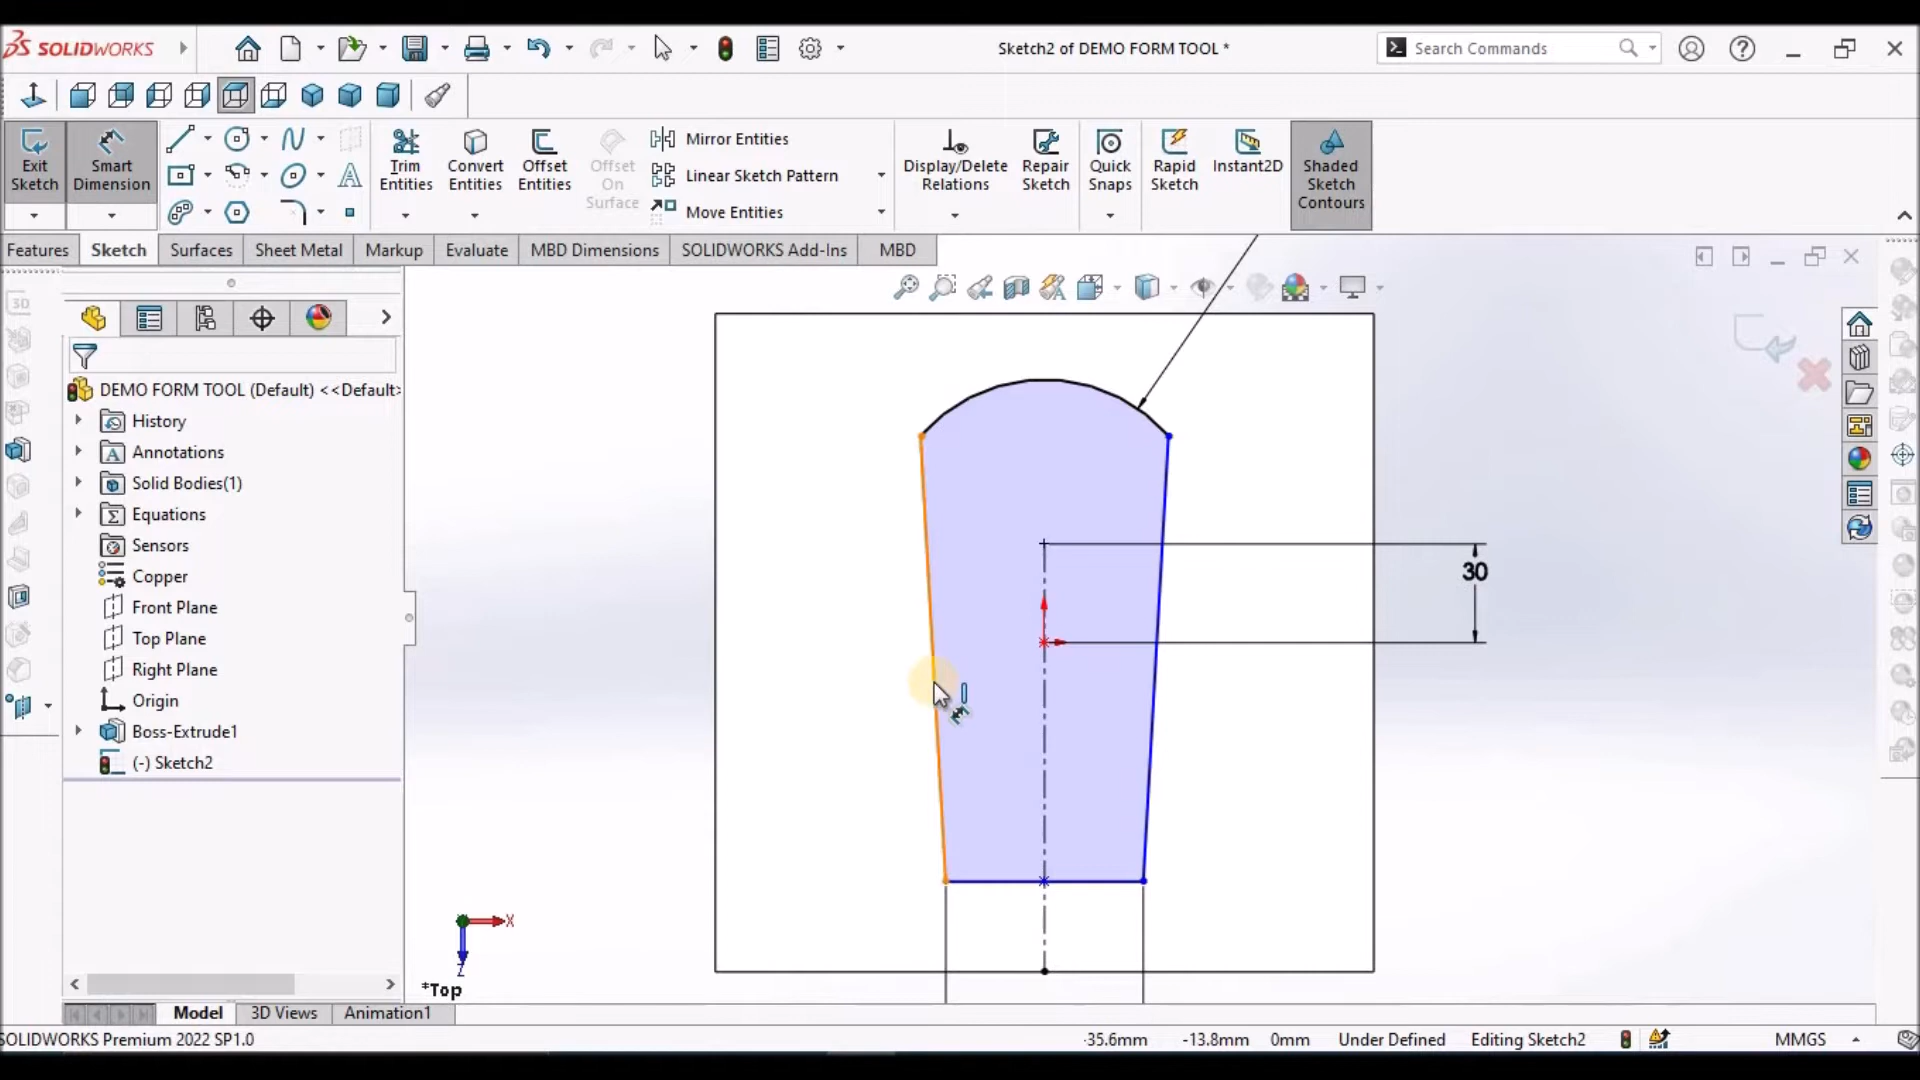 SOLIDWORKS
Sketch2 of DEMO FORM TOOL *
Search Commands
Exit Sketch
Smart Dimension
Trim Entities
Convert Entities
Offset Entities
Offset On Surface
Mirror Entities
Linear Sketch Pattern
Move Entities
Display/Delete Relations
Repair Sketch
Quick Snaps
Rapid Sketch
Instant2D
Shaded Sketch Contours
Features
Sketch
Surfaces
Sheet Metal
Markup
Evaluate
MBD Dimensions
SOLIDWORKS Add-Ins
MBD
3D
DEMO FORM TOOL (Default) <<Default>
History
Annotations
Solid Bodies(1)
Equations
Sensors
Copper
Front Plane
Top Plane
Right Plane
Origin
Boss-Extrude1
(-) Sketch2
30
X
Z
*Top
Model
3D Views
Animation1
SOLIDWORKS Premium 2022 SP1.0
-35.6mm
-13.8mm
0mm
Under Defined
Editing Sketch2
MMGS